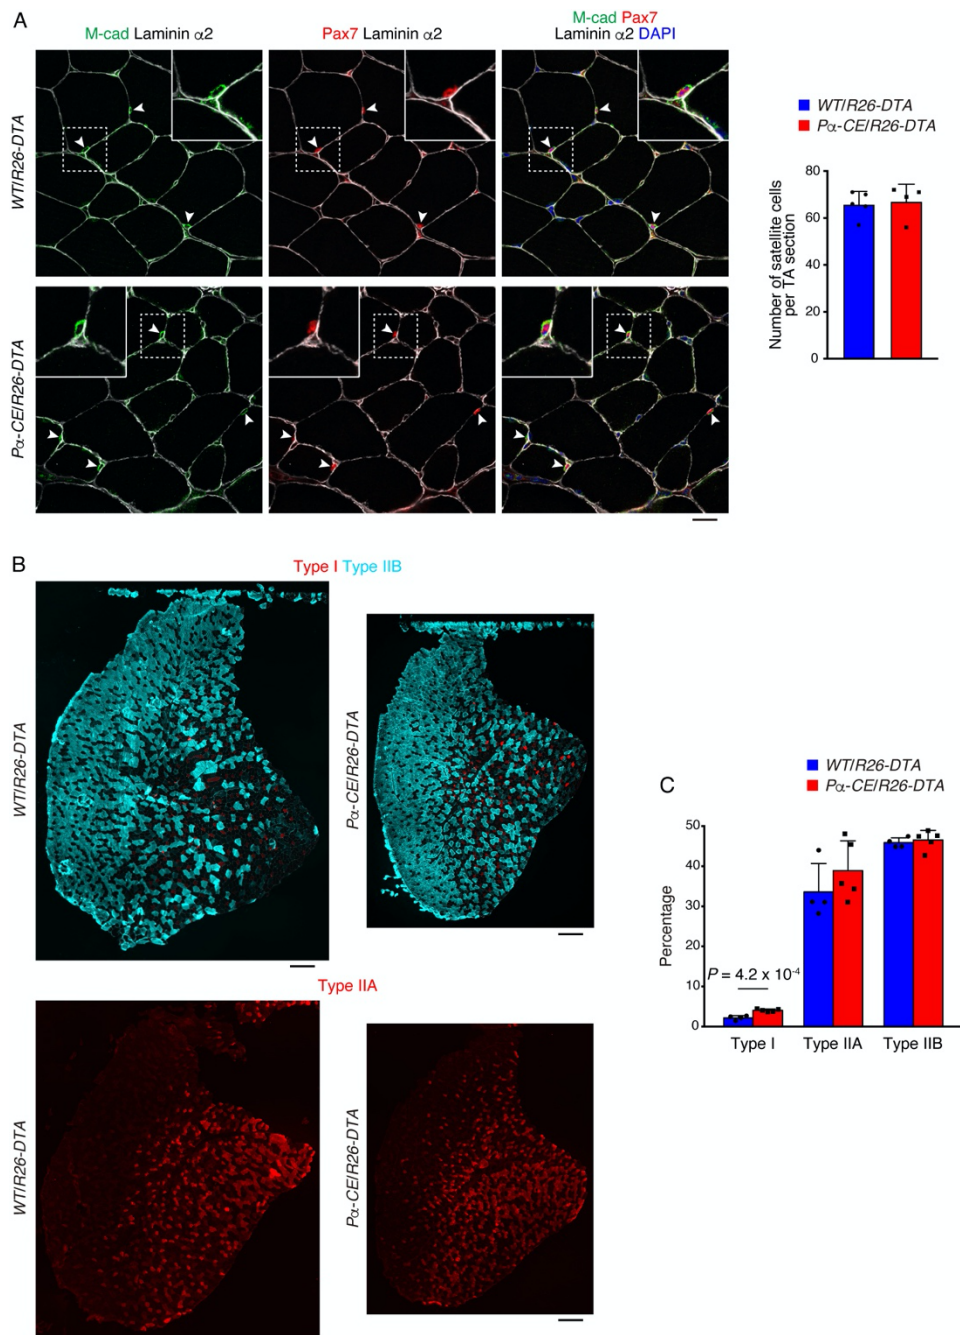 A
M-cad Laminin α2
Pax7 Laminin α2
M-cad Pax7
Laminin α2 DAPI
WT/R26-DTA
Pα-CE/R26-DTA
WT/R26-DTA
Pα-CE/R26-DTA
Number of satellite cells
per TA section
80
60
40
20
0
B
Type I Type IIB
WT/R26-DTA
Pα-CE/R26-DTA
Type IIA
WT/R26-DTA
Pα-CE/R26-DTA
C
WT/R26-DTA
Pα-CE/R26-DTA
Percentage
50
40
30
20
10
0
P = 4.2 x 10⁻⁴
Type I
Type IIA
Type IIB